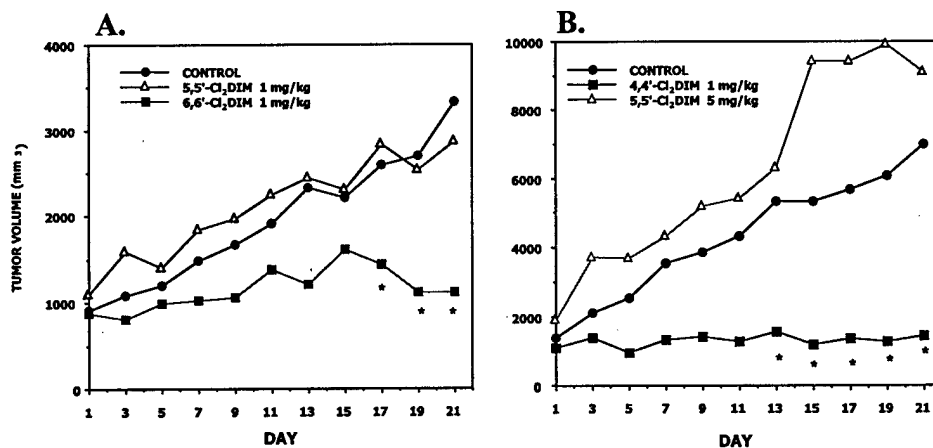 A.
4000
3000
2000
1000
0
TUMOR VOLUME (mm 3)
CONTROL
5,5'-Cl₂DIM 1 mg/kg
6,6'-Cl₂DIM 1 mg/kg
*
*
*
1 3 5 7 9 11 13 15 17 19 21
DAY
B.
10000
8000
6000
4000
2000
0
CONTROL
4,4'-Cl₂DIM 1 mg/kg
5,5'-Cl₂DIM 5 mg/kg
*
*
*
*
*
1 3 5 7 9 11 13 15 17 19 21
DAY